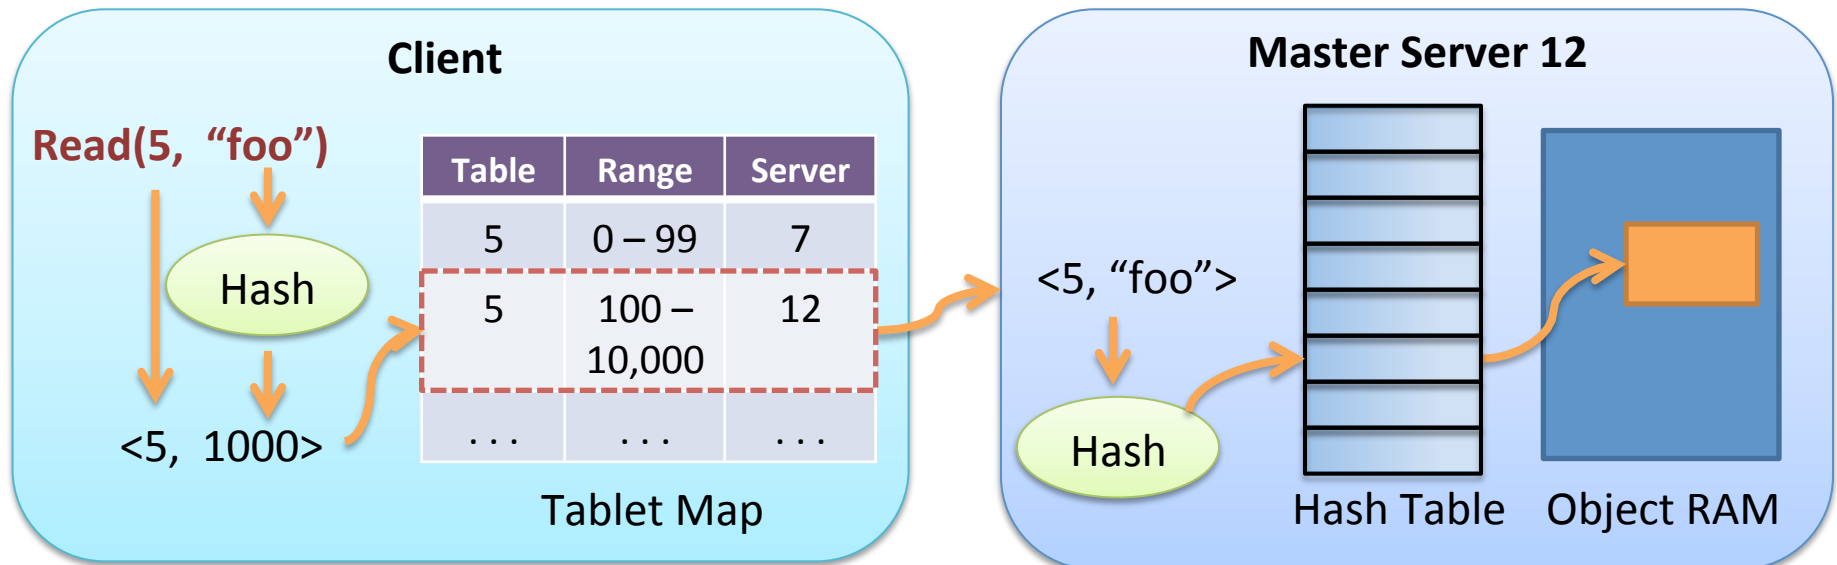 Client
Read(5, “foo”)
Hash
<5, 1000>
Table Range Server
5 0 – 99 7
5 100 – 12
10,000
. . . . . . . . .
Tablet Map
Master Server 12
<5, “foo”>
Hash
Hash Table
Object RAM